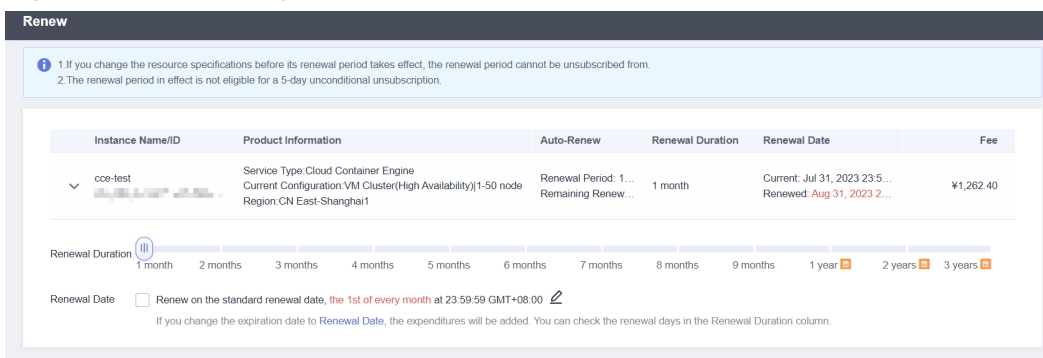 Renew
1.If you change the resource specifications before its renewal period takes effect, the renewal period cannot be unsubscribed from.
2.The renewal period in effect is not eligible for a 5-day unconditional unsubscription.
Instance Name/ID Product Information Auto-Renew Renewal Duration Renewal Date Fee
cce-test
Service Type:Cloud Container Engine
Current Configuration:VM Cluster(High Availability)|1-50 node
Region:CN East-Shanghai1
Renewal Period: 1...
Remaining Renew...
1 month
Current: Jul 31, 2023 23:5...
Renewed: Aug 31, 2023 2...
¥1,262.40
Renewal Duration
1 month 2 months 3 months 4 months 5 months 6 months 7 months 8 months 9 months 1 year 2 years 3 years
Renewal Date Renew on the standard renewal date, the 1st of every month at 23:59:59 GMT+08:00
If you change the expiration date to Renewal Date, the expenditures will be added. You can check the renewal days in the Renewal Duration column.